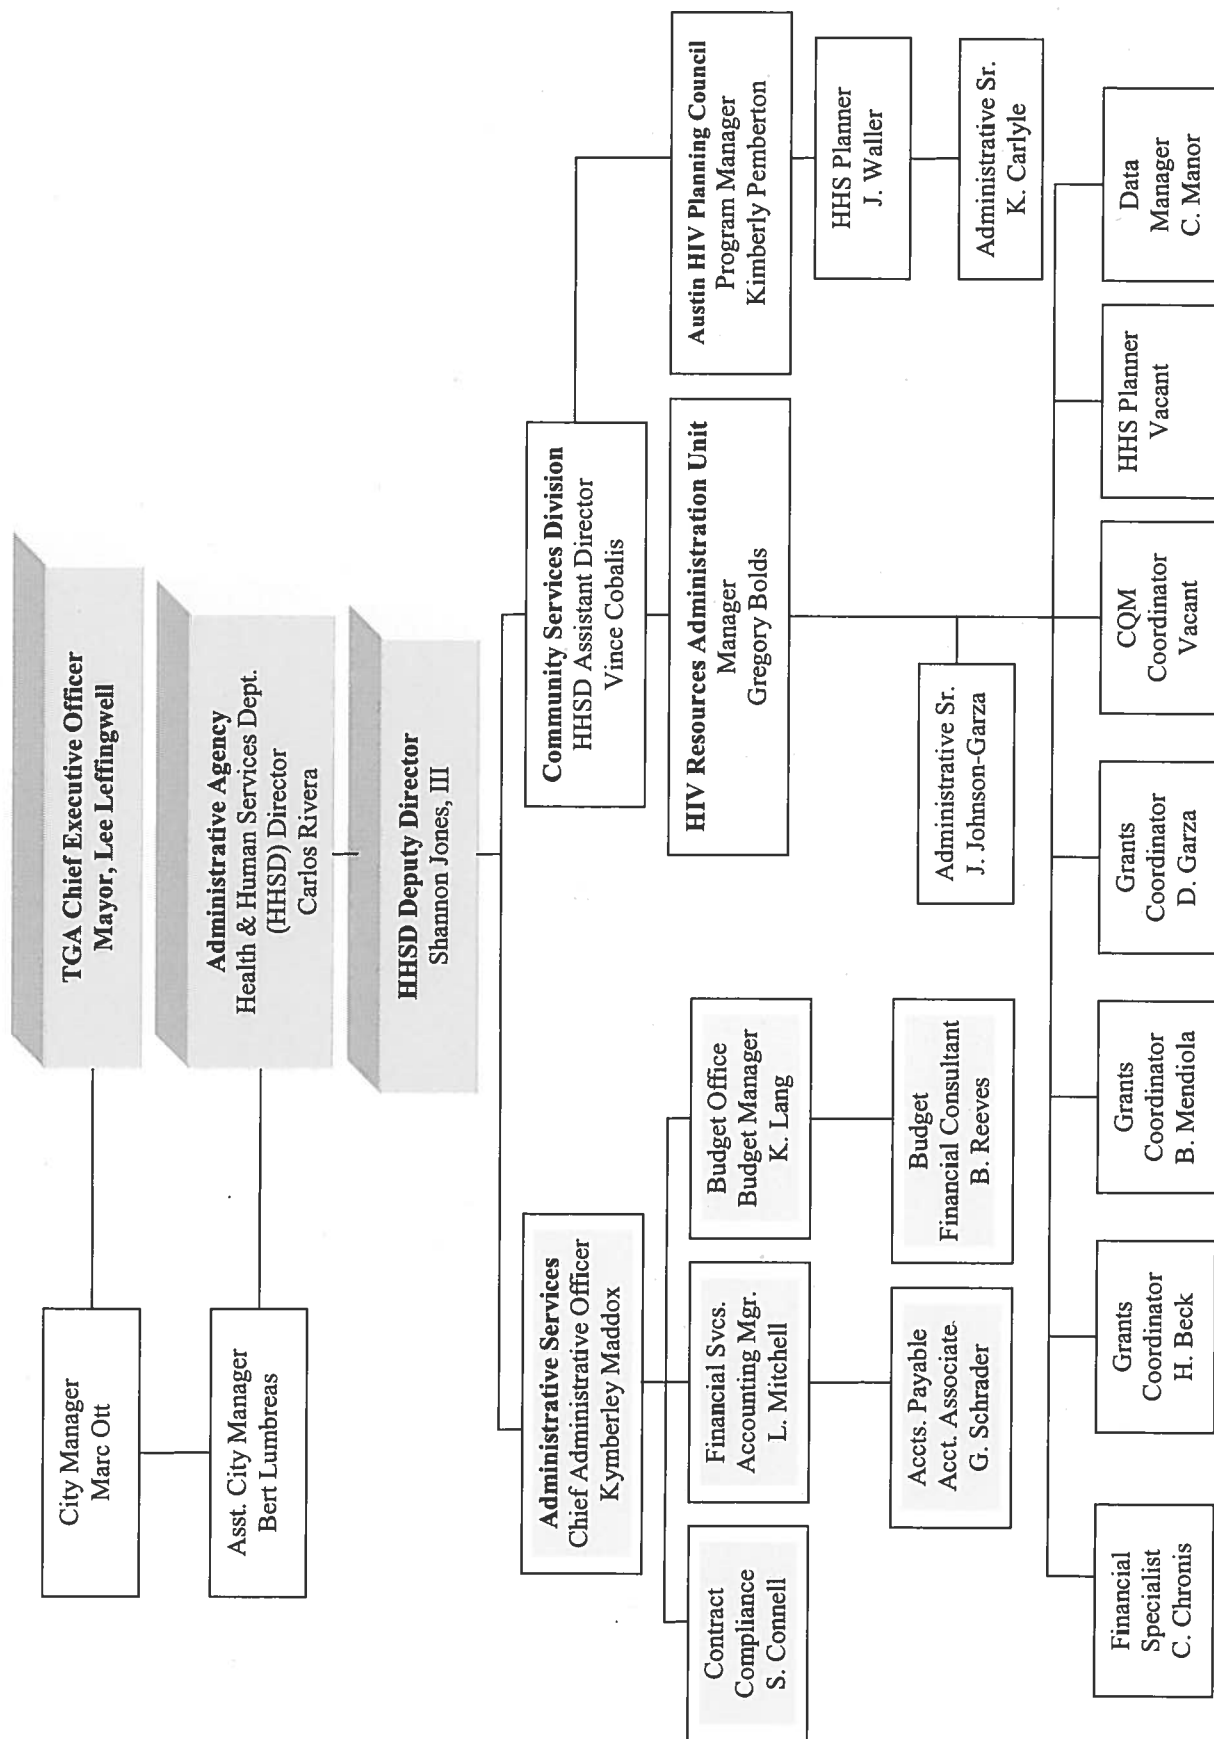 TGA Chief Executive Officer
Mayor, Lee Leffingwell
City Manager
Marc Ott
Administrative Agency
Health & Human Services Dept.
(HHSD) Director
Carlos Rivera
Asst. City Manager
Bert Lumbreas
HHSD Deputy Director
Shannon Jones, III
Administrative Services
Chief Administrative Officer
Kymberley Maddox
Community Services Division
HHSD Assistant Director
Vince Cobalis
Contract
Compliance
S. Connell
Financial Svcs.
Accounting Mgr.
L. Mitchell
Budget Office
Budget Manager
K. Lang
HIV Resources Administration Unit
Manager
Gregory Bolds
Austin HIV Planning Council
Program Manager
Kimberly Pemberton
Accts. Payable
Acct. Associate
G. Schrader
Budget
Financial Consultant
B. Reeves
Administrative Sr.
J. Johnson-Garza
HHS Planner
J. Waller
Administrative Sr.
K. Carlyle
Financial
Specialist
C. Chronis
Grants
Coordinator
H. Beck
Grants
Coordinator
B. Mendiola
Grants
Coordinator
D. Garza
CQM
Coordinator
Vacant
HHS Planner
Vacant
Data
Manager
C. Manor